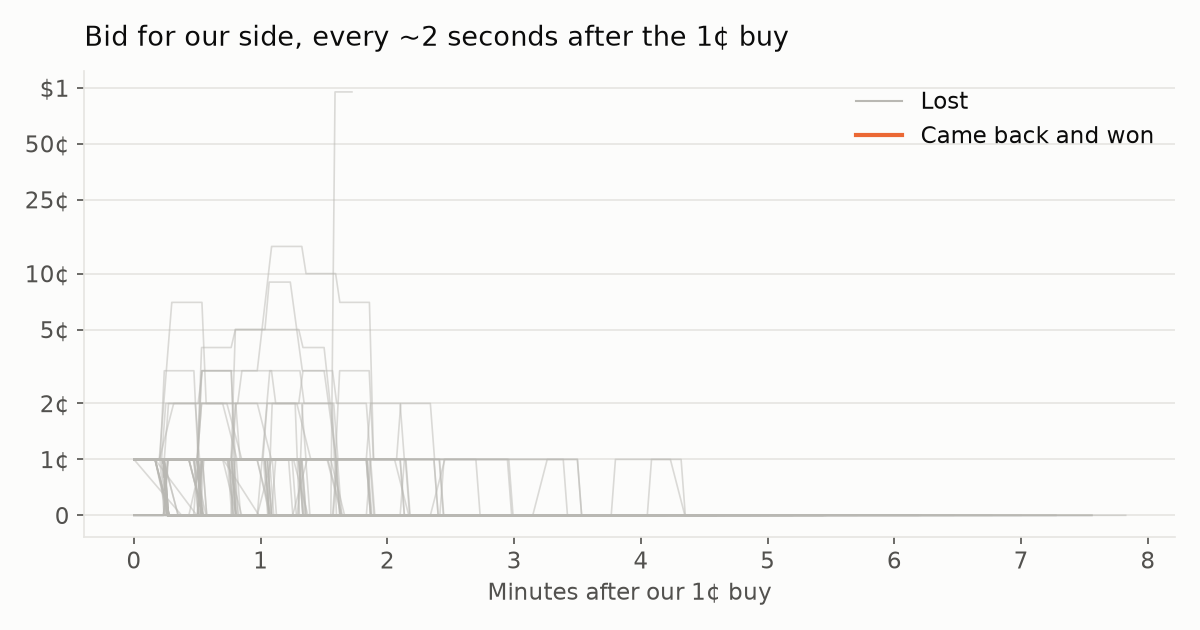 Bid for our side, every ~2 seconds after the 1¢ buy
$1
50¢
25¢
10¢
5¢
2¢
1¢
0
Lost
Came back and won
0 1 2 3 4 5 6 7 8
Minutes after our 1¢ buy